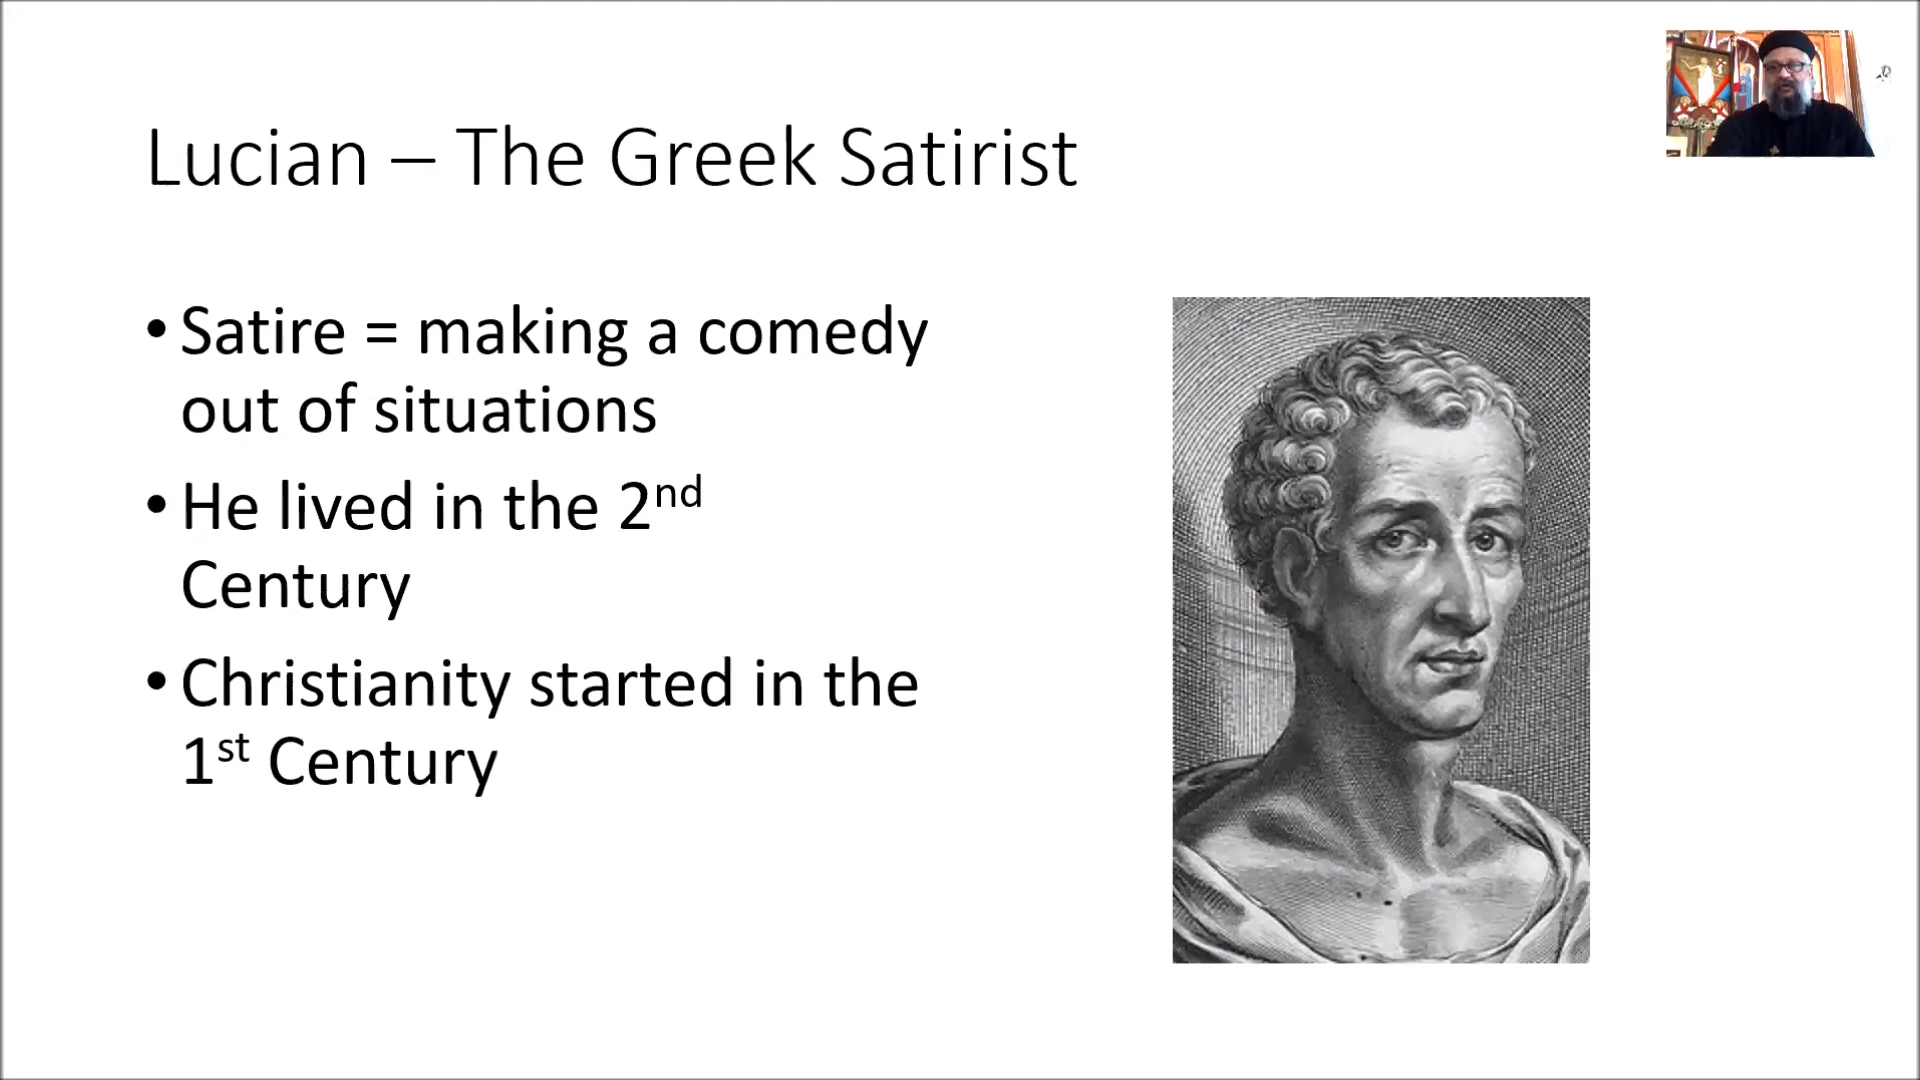 Lucian – The Greek Satirist
• Satire = making a comedy
out of situations
• He lived in the 2nd
Century
• Christianity started in the
1st Century